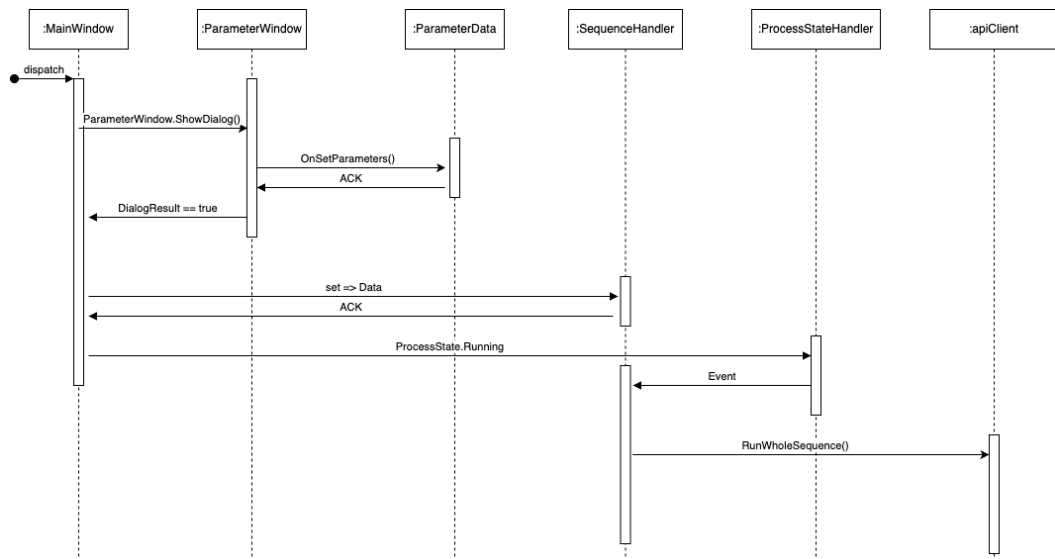 :MainWindow
:ParameterWindow
:ParameterData
:SequenceHandler
:ProcessStateHandler
:apiClient
dispatch
ParameterWindow.ShowDialog()
OnSetParameters()
ACK
DialogResult == true
set => Data
ACK
ProcessState.Running
Event
RunWholeSequence()